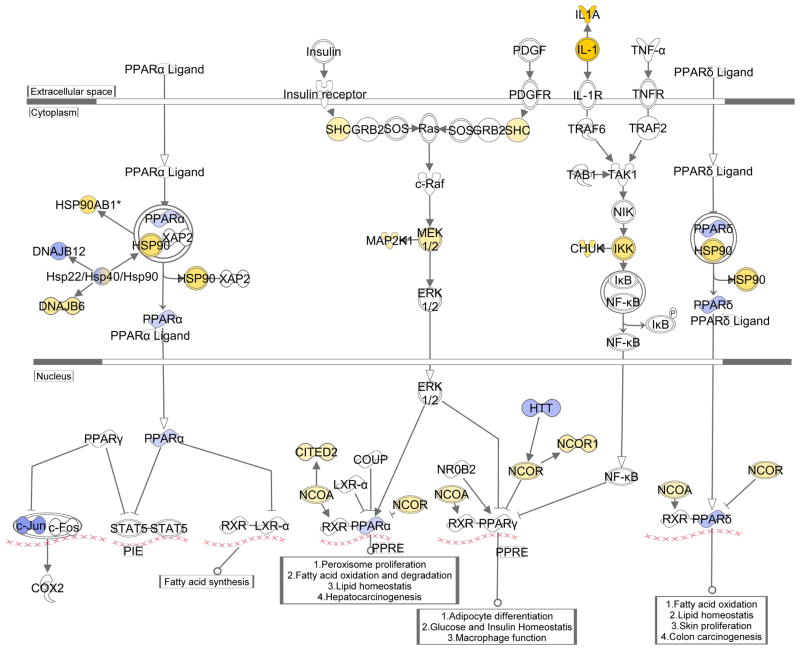 IL1A
Insulin
PDGF
IL-1
TNF-α
PPARα Ligand
PPARδ Ligand
Extracellular space
Insulin receptor
PDGFR
IL-1R
TNFR
Cytoplasm
SHC
GRB2
SOS
Ras
SOS
GRB2
SHC
TRAF6
TRAF2
PPARα Ligand
c-Raf
TAB1
TAK1
PPARδ Ligand
HSP90AB1*
PPARα
NIK
XAP2
HSP90
PPARδ
DNAJB12
MAP2K1
MEK
1/2
CHUK
IKK
HSP90
Hsp22/Hsp40/Hsp90
HSP90
XAP2
IκB
HSP90
DNAJB6
ERK
1/2
NF-κB
PPARδ
PPARα
P
IκB
PPARδ Ligand
PPARα Ligand
NF-κB
Nucleus
ERK
1/2
HTT
PPARγ
PPARα
CITED2
COUP
NCOR1
NR0B2
NCOR
NCOR
LXR-α
NF-κB
NCOA
NCOR
NCOA
NCOA
c-Jun
c-Fos
STAT5
STAT5
RXR
LXR-α
RXR
PPARα
RXR
PPARγ
RXR
PPARδ
PIE
PPRE
PPRE
COX2
Fatty acid synthesis
1.Peroxisome proliferation
2.Fatty acid oxidation and degradation
3.Lipid homeostatis
4.Hepatocarcinogenesis
1.Adipocyte differentiation
2.Glucose and Insulin Homeostatis
3.Macrophage function
1.Fatty acid oxidation
2.Lipid homeostatis
3.Skin proliferation
4.Colon carcinogenesis